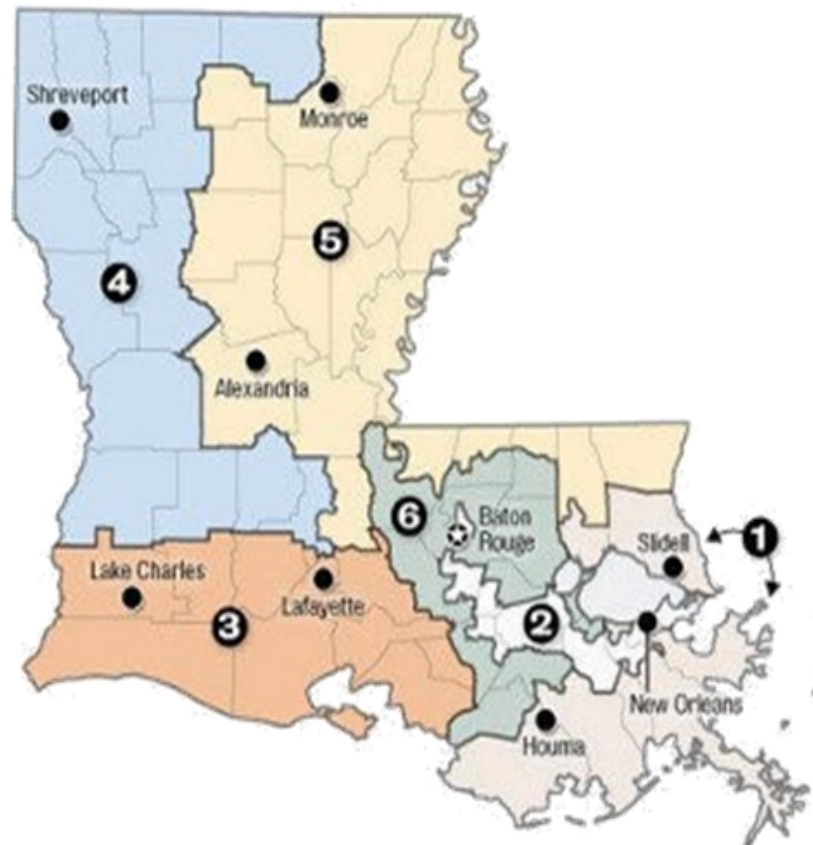 Shreveport
Monroe
5
4
Alexandria
6
Baton
Rouge
Slidell
1
Lake Charles
Lafayette
3
2
New Orleans
Houma